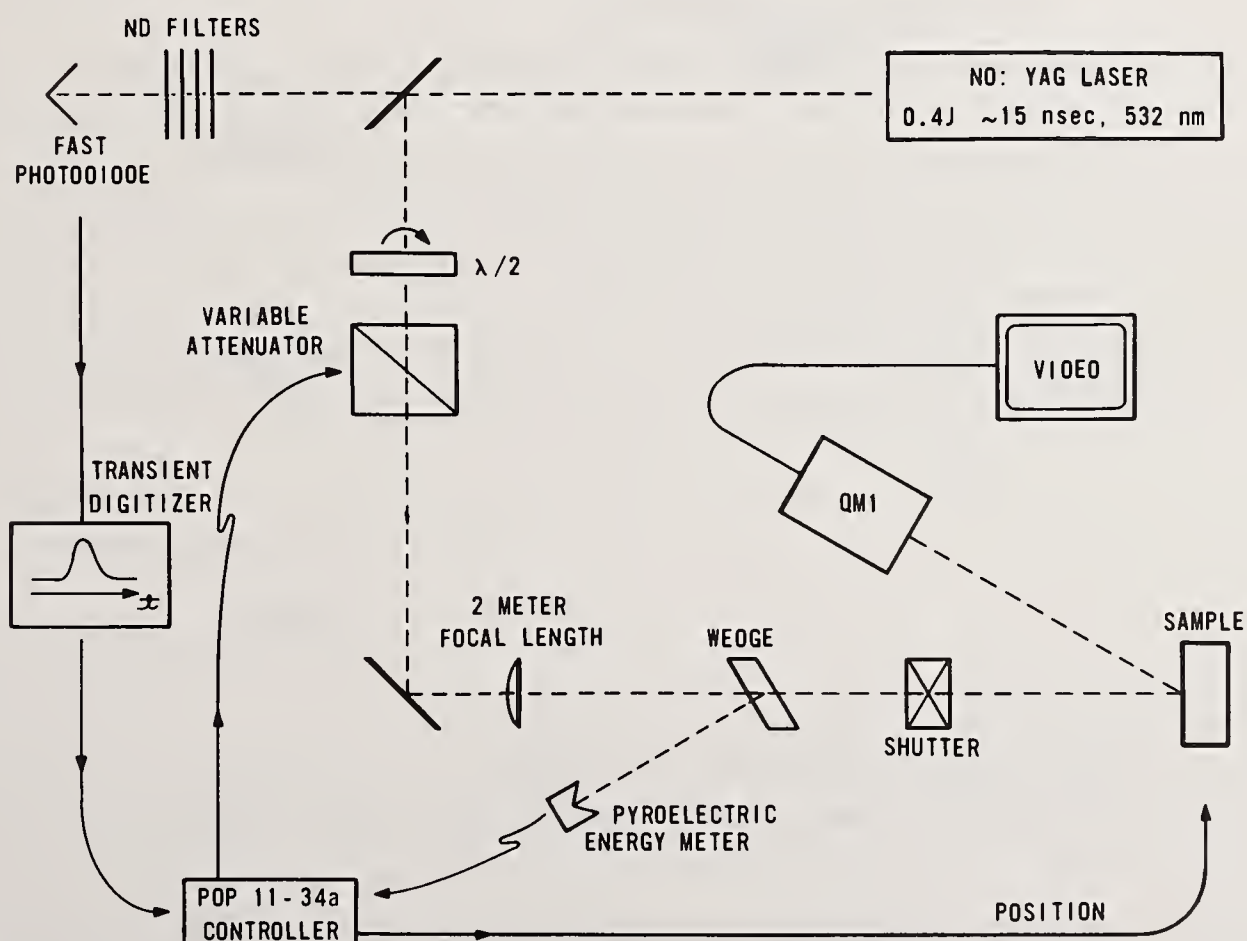 ND FILTERS
NO: YAG LASER
0.4J ~15 nsec, 532 nm
FAST
PHOTOO1OOE
λ/2
VARIABLE
ATTENUATOR
VIOEO
TRANSIENT
DIGITIZER
QM1
t
2 METER
FOCAL LENGTH
WEOGE
SAMPLE
SHUTTER
PYROELECTRIC
ENERGY METER
POP 11-34a
CONTROLLER
POSITION